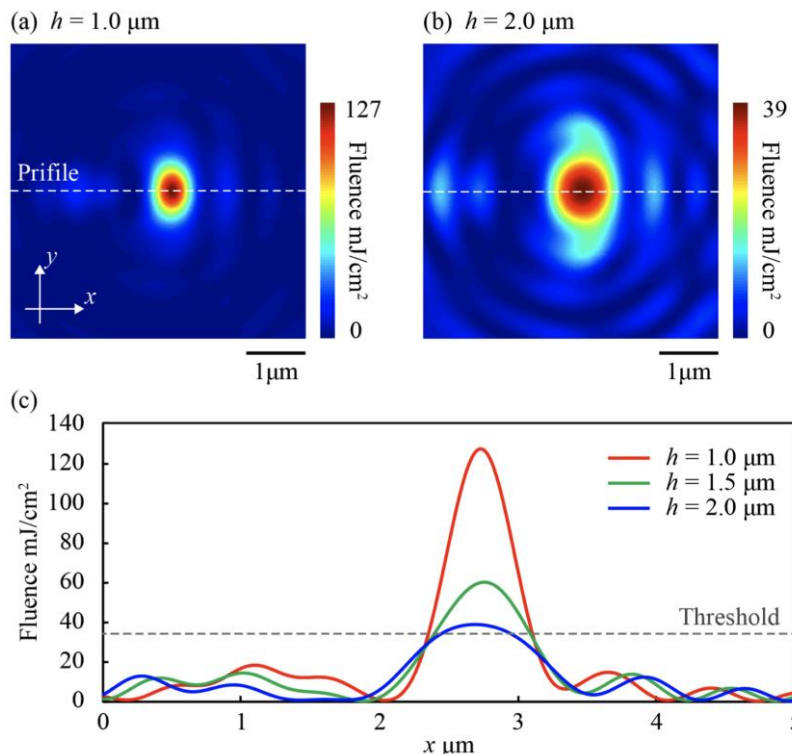 (a) h = 1.0 μm
(b) h = 2.0 μm
Prifile
y
x
127
Fluence mJ/cm²
0
1μm
39
Fluence mJ/cm²
0
1μm
(c)
140
120
100
80
60
40
20
0
Fluence mJ/cm²
h = 1.0 μm
h = 1.5 μm
h = 2.0 μm
Threshold
0 1 2 3 4 5
x μm